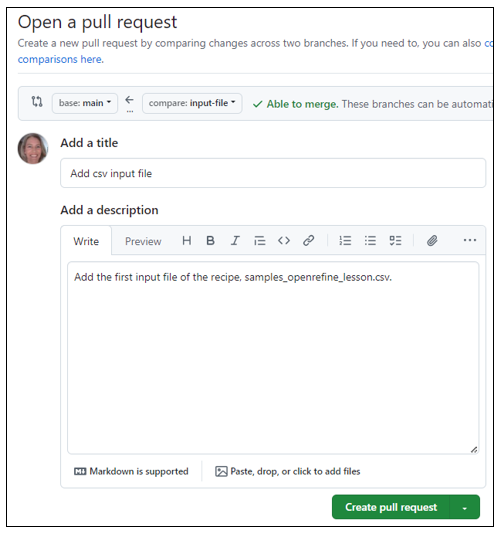 Open a pull request
Create a new pull request by comparing changes across two branches. If you need to, you can also
comparisons here.
base: main compare: input-file Able to merge. These branches can be
Add a title
Add csv input file
Add a description
Write Preview H B I
Add the first input file of the recipe, samples_openrefine_lesson.csv.
Markdown is supported Paste, drop, or click to add files
Create pull request